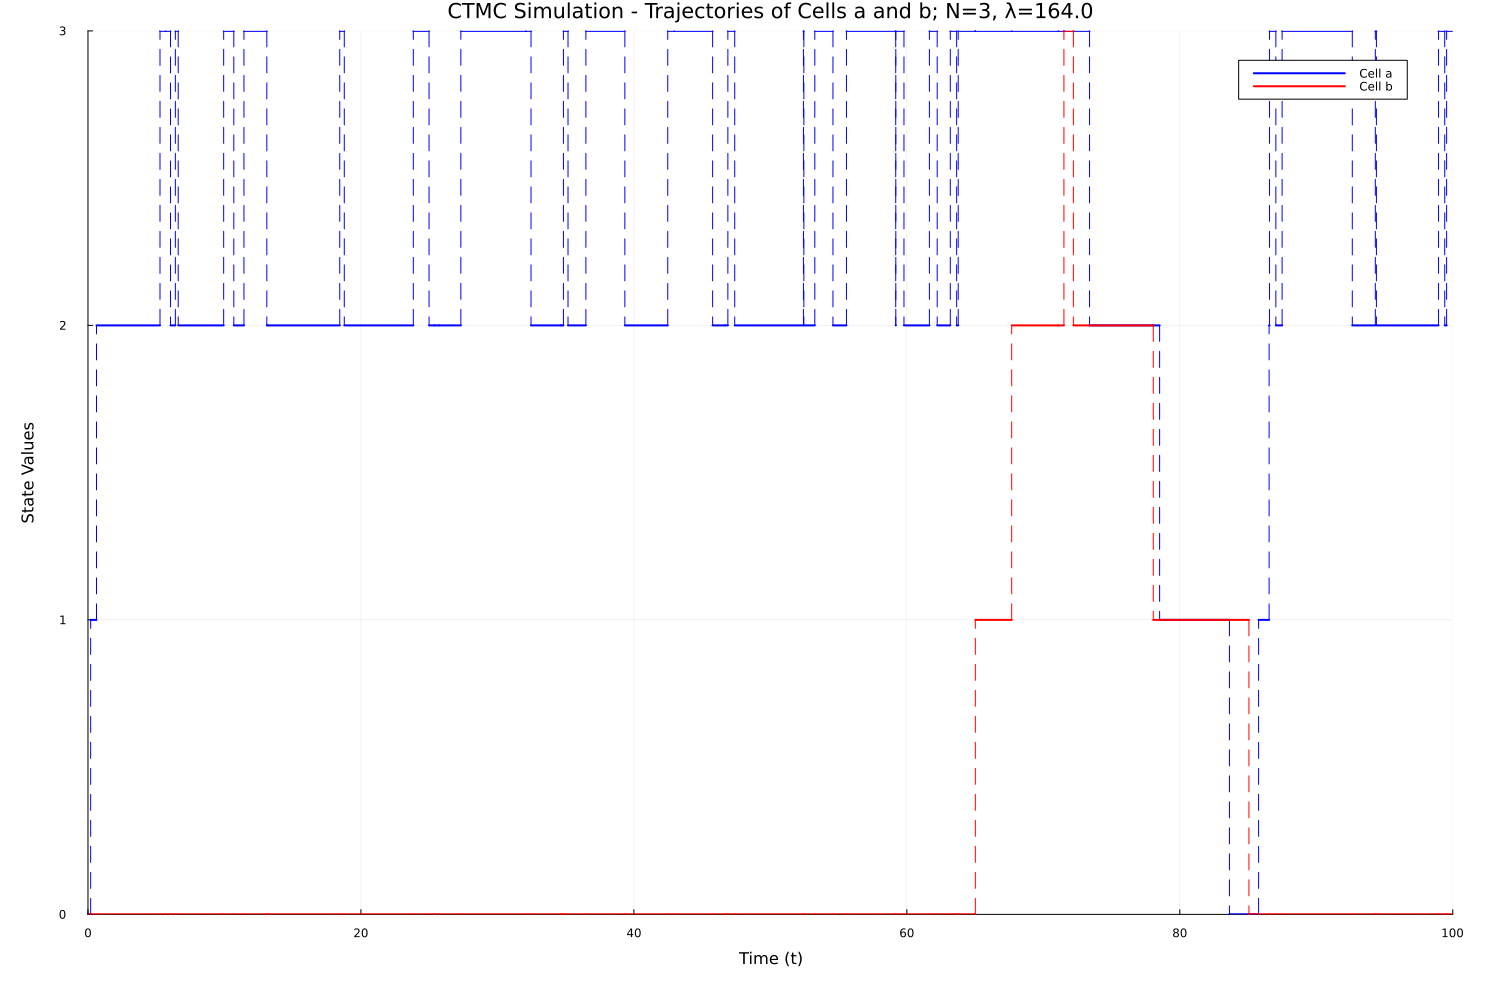 CTMC Simulation - Trajectories of Cells a and b; N=3, λ=164.0
3
Cell a
Cell b
2
State Values
1
0
0 20 40 60 80 100
Time (t)